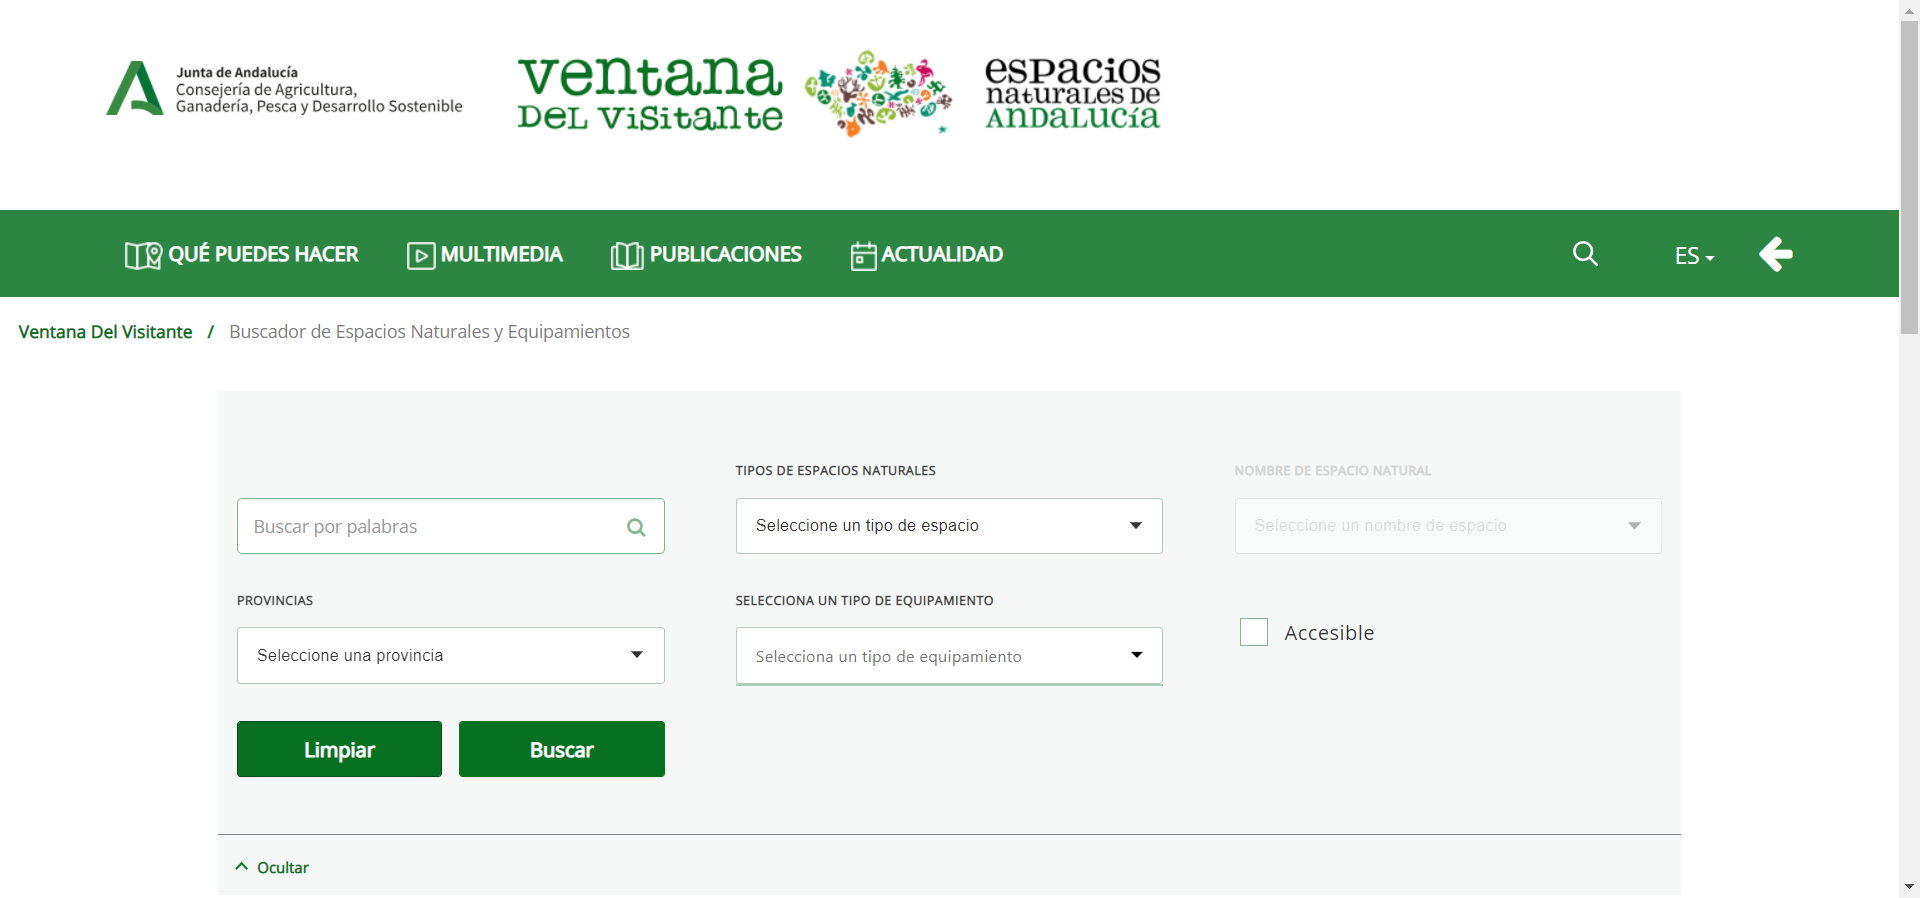 Junta de Andalucía
Consejería de Agricultura,
Ganadería, Pesca y Desarrollo Sostenible
ventana
DEL VISITANTE
ESPACIOS
NATURALES DE
ANDALUCÍA
QUÉ PUEDES HACER
MULTIMEDIA
PUBLICACIONES
ACTUALIDAD
ES
Ventana Del Visitante / Buscador de Espacios Naturales y Equipamientos
TIPOS DE ESPACIOS NATURALES
NOMBRE DE ESPACIO NATURAL
Buscar por palabras
Seleccione un tipo de espacio
Seleccione un nombre de espacio
PROVINCIAS
SELECCIONA UN TIPO DE EQUIPAMIENTO
Accesible
Seleccione una provincia
Selecciona un tipo de equipamiento
Limpiar
Buscar
Ocultar